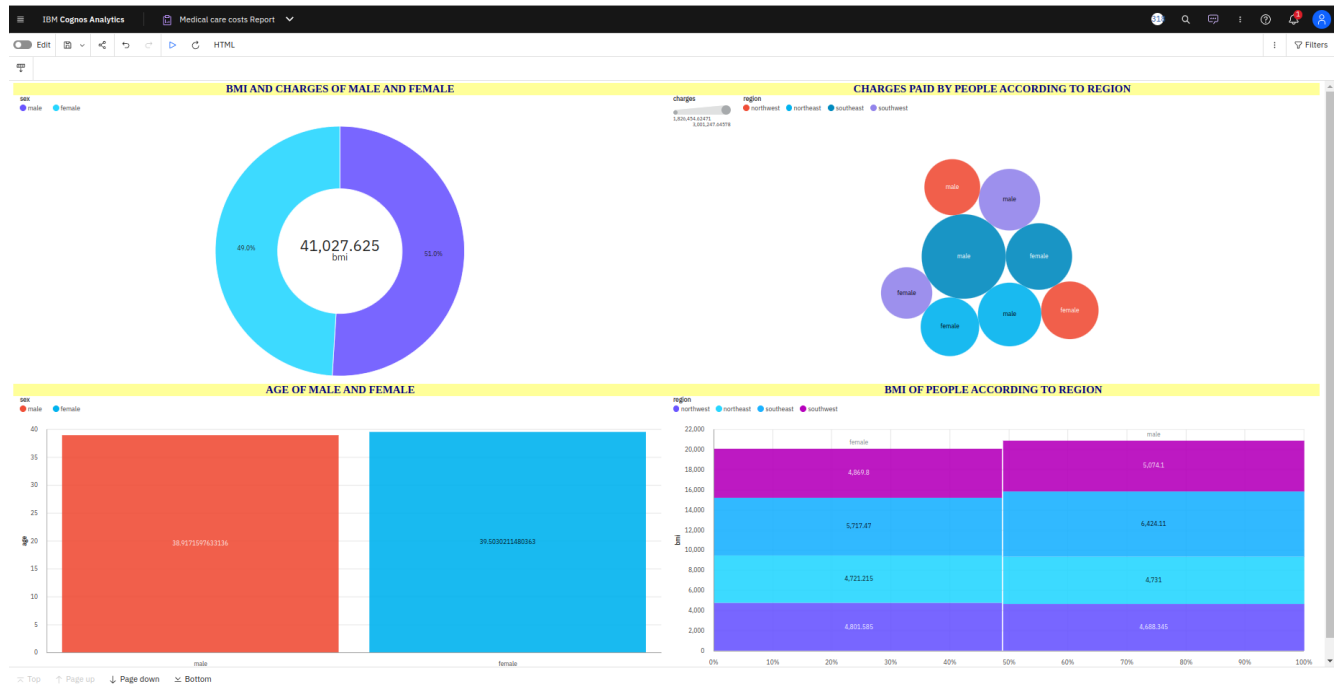 IBM Cognos Analytics
Medical care costs Report
Edit
HTML
Filters
BMI AND CHARGES OF MALE AND FEMALE
sex
male female
49.0%
51.0%
41,027.625
bmi
CHARGES PAID BY PEOPLE ACCORDING TO REGION
charges
region
northwest northeast southeast southwest
male
male
male
female
female
female
male
female
AGE OF MALE AND FEMALE
sex
male female
40
35
30
25
20
15
10
5
0
age
38.9171597633136
39.5030211480363
male
female
BMI OF PEOPLE ACCORDING TO REGION
region
northwest northeast southeast southwest
22,000
20,000
18,000
16,000
14,000
12,000
10,000
8,000
6,000
4,000
2,000
0
bmi
female
male
4,869.8
5,074.1
5,717.47
6,424.11
4,721.215
4,731
4,801.585
4,688.345
0% 10% 20% 30% 40% 50% 60% 70% 80% 90% 100%
Top Page up Page down Bottom